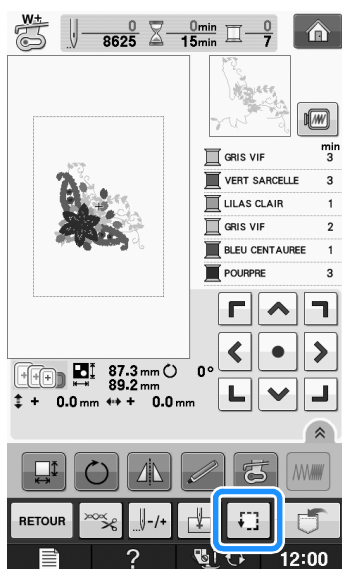 W+
0 0min 0
8625 15min 7
min
GRIS VIF 3
VERT SARCELLE 3
LILAS CLAIR 1
GRIS VIF 2
BLEU CENTAUREE 1
POURPRE 3
87.3 mm 0°
89.2 mm
+ 0.0 mm + 0.0 mm
RETOUR -/+
? 12:00